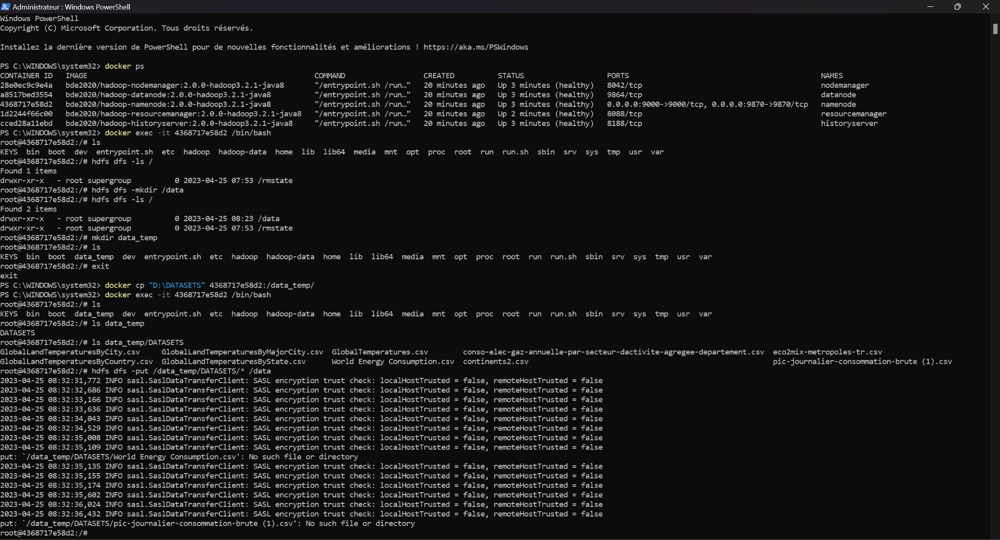 Administrateur : Windows PowerShell
Windows PowerShell
Copyright (C) Microsoft Corporation. Tous droits réservés.
Installez la dernière version de PowerShell pour de nouvelles fonctionnalités et améliorations ! https://aka.ms/PSWindows
PS C:\WINDOWS\system32> docker ps
CONTAINER ID   IMAGE                                                    COMMAND                  CREATED          STATUS                   PORTS                                            NAMES
28e0ec9c9e4a   bde2020/hadoop-nodemanager:2.0.0-hadoop3.2.1-java8       "/entrypoint.sh /run…"   20 minutes ago   Up 3 minutes (healthy)   8042/tcp                                         nodemanager
a8517bed3554   bde2020/hadoop-datanode:2.0.0-hadoop3.2.1-java8          "/entrypoint.sh /run…"   20 minutes ago   Up 3 minutes (healthy)   9864/tcp                                         datanode
4368717e58d2   bde2020/hadoop-namenode:2.0.0-hadoop3.2.1-java8          "/entrypoint.sh /run…"   20 minutes ago   Up 3 minutes (healthy)   0.0.0.0:9000->9000/tcp, 0.0.0.0:9870->9870/tcp   namenode
1d2244f66c00   bde2020/hadoop-resourcemanager:2.0.0-hadoop3.2.1-java8   "/entrypoint.sh /run…"   20 minutes ago   Up 2 minutes (healthy)   8088/tcp                                         resourcemanager
cced28a11ebd   bde2020/hadoop-historyserver:2.0.0-hadoop3.2.1-java8     "/entrypoint.sh /run…"   20 minutes ago   Up 3 minutes (healthy)   8188/tcp                                         historyserver
PS C:\WINDOWS\system32> docker exec -it 4368717e58d2 /bin/bash
root@4368717e58d2:/# ls
KEYS  bin  boot  dev  entrypoint.sh  etc  hadoop  hadoop-data  home  lib  lib64  media  mnt  opt  proc  root  run  run.sh  sbin  srv  sys  tmp  usr  var
root@4368717e58d2:/# hdfs dfs -ls /
Found 1 items
drwxr-xr-x   - root supergroup          0 2023-04-25 07:53 /rmstate
root@4368717e58d2:/# hdfs dfs -mkdir /data
root@4368717e58d2:/# hdfs dfs -ls /
Found 2 items
drwxr-xr-x   - root supergroup          0 2023-04-25 08:23 /data
drwxr-xr-x   - root supergroup          0 2023-04-25 07:53 /rmstate
root@4368717e58d2:/# mkdir data_temp
root@4368717e58d2:/# ls
KEYS  bin  boot  data_temp  dev  entrypoint.sh  etc  hadoop  hadoop-data  home  lib  lib64  media  mnt  opt  proc  root  run  run.sh  sbin  srv  sys  tmp  usr  var
root@4368717e58d2:/# exit
exit
PS C:\WINDOWS\system32> docker cp "D:\DATASETS" 4368717e58d2:/data_temp/
PS C:\WINDOWS\system32> docker exec -it 4368717e58d2 /bin/bash
root@4368717e58d2:/# ls
KEYS  bin  boot  data_temp  dev  entrypoint.sh  etc  hadoop  hadoop-data  home  lib  lib64  media  mnt  opt  proc  root  run  run.sh  sbin  srv  sys  tmp  usr  var
root@4368717e58d2:/# ls data_temp
DATASETS
root@4368717e58d2:/# ls data_temp/DATASETS
GlobalLandTemperaturesByCity.csv     GlobalLandTemperaturesByMajorCity.csv  GlobalTemperatures.csv        conso-elec-gaz-annuelle-par-secteur-dactivite-agregee-departement.csv  eco2mix-metropoles-tr.csv
GlobalLandTemperaturesByCountry.csv  GlobalLandTemperaturesByState.csv      World Energy Consumption.csv  continents2.csv                                                        pic-journalier-consommation-brute (1).csv
root@4368717e58d2:/# hdfs dfs -put /data_temp/DATASETS/* /data
2023-04-25 08:32:31,772 INFO sasl.SaslDataTransferClient: SASL encryption trust check: localHostTrusted = false, remoteHostTrusted = false
2023-04-25 08:32:32,686 INFO sasl.SaslDataTransferClient: SASL encryption trust check: localHostTrusted = false, remoteHostTrusted = false
2023-04-25 08:32:33,166 INFO sasl.SaslDataTransferClient: SASL encryption trust check: localHostTrusted = false, remoteHostTrusted = false
2023-04-25 08:32:33,636 INFO sasl.SaslDataTransferClient: SASL encryption trust check: localHostTrusted = false, remoteHostTrusted = false
2023-04-25 08:32:34,043 INFO sasl.SaslDataTransferClient: SASL encryption trust check: localHostTrusted = false, remoteHostTrusted = false
2023-04-25 08:32:34,529 INFO sasl.SaslDataTransferClient: SASL encryption trust check: localHostTrusted = false, remoteHostTrusted = false
2023-04-25 08:32:35,008 INFO sasl.SaslDataTransferClient: SASL encryption trust check: localHostTrusted = false, remoteHostTrusted = false
2023-04-25 08:32:35,109 INFO sasl.SaslDataTransferClient: SASL encryption trust check: localHostTrusted = false, remoteHostTrusted = false
put: `/data_temp/DATASETS/World Energy Consumption.csv': No such file or directory
2023-04-25 08:32:35,135 INFO sasl.SaslDataTransferClient: SASL encryption trust check: localHostTrusted = false, remoteHostTrusted = false
2023-04-25 08:32:35,155 INFO sasl.SaslDataTransferClient: SASL encryption trust check: localHostTrusted = false, remoteHostTrusted = false
2023-04-25 08:32:35,174 INFO sasl.SaslDataTransferClient: SASL encryption trust check: localHostTrusted = false, remoteHostTrusted = false
2023-04-25 08:32:35,602 INFO sasl.SaslDataTransferClient: SASL encryption trust check: localHostTrusted = false, remoteHostTrusted = false
2023-04-25 08:32:36,024 INFO sasl.SaslDataTransferClient: SASL encryption trust check: localHostTrusted = false, remoteHostTrusted = false
2023-04-25 08:32:36,432 INFO sasl.SaslDataTransferClient: SASL encryption trust check: localHostTrusted = false, remoteHostTrusted = false
put: `/data_temp/DATASETS/pic-journalier-consommation-brute (1).csv': No such file or directory
root@4368717e58d2:/#